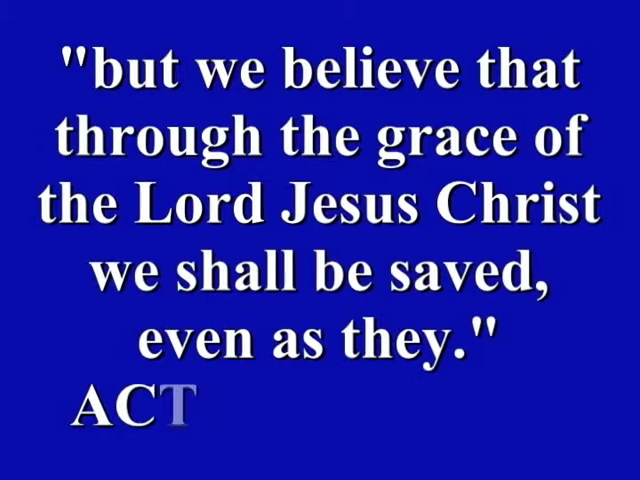 "but we believe that
through the grace of
the Lord Jesus Christ
we shall be saved,
even as they."
ACT